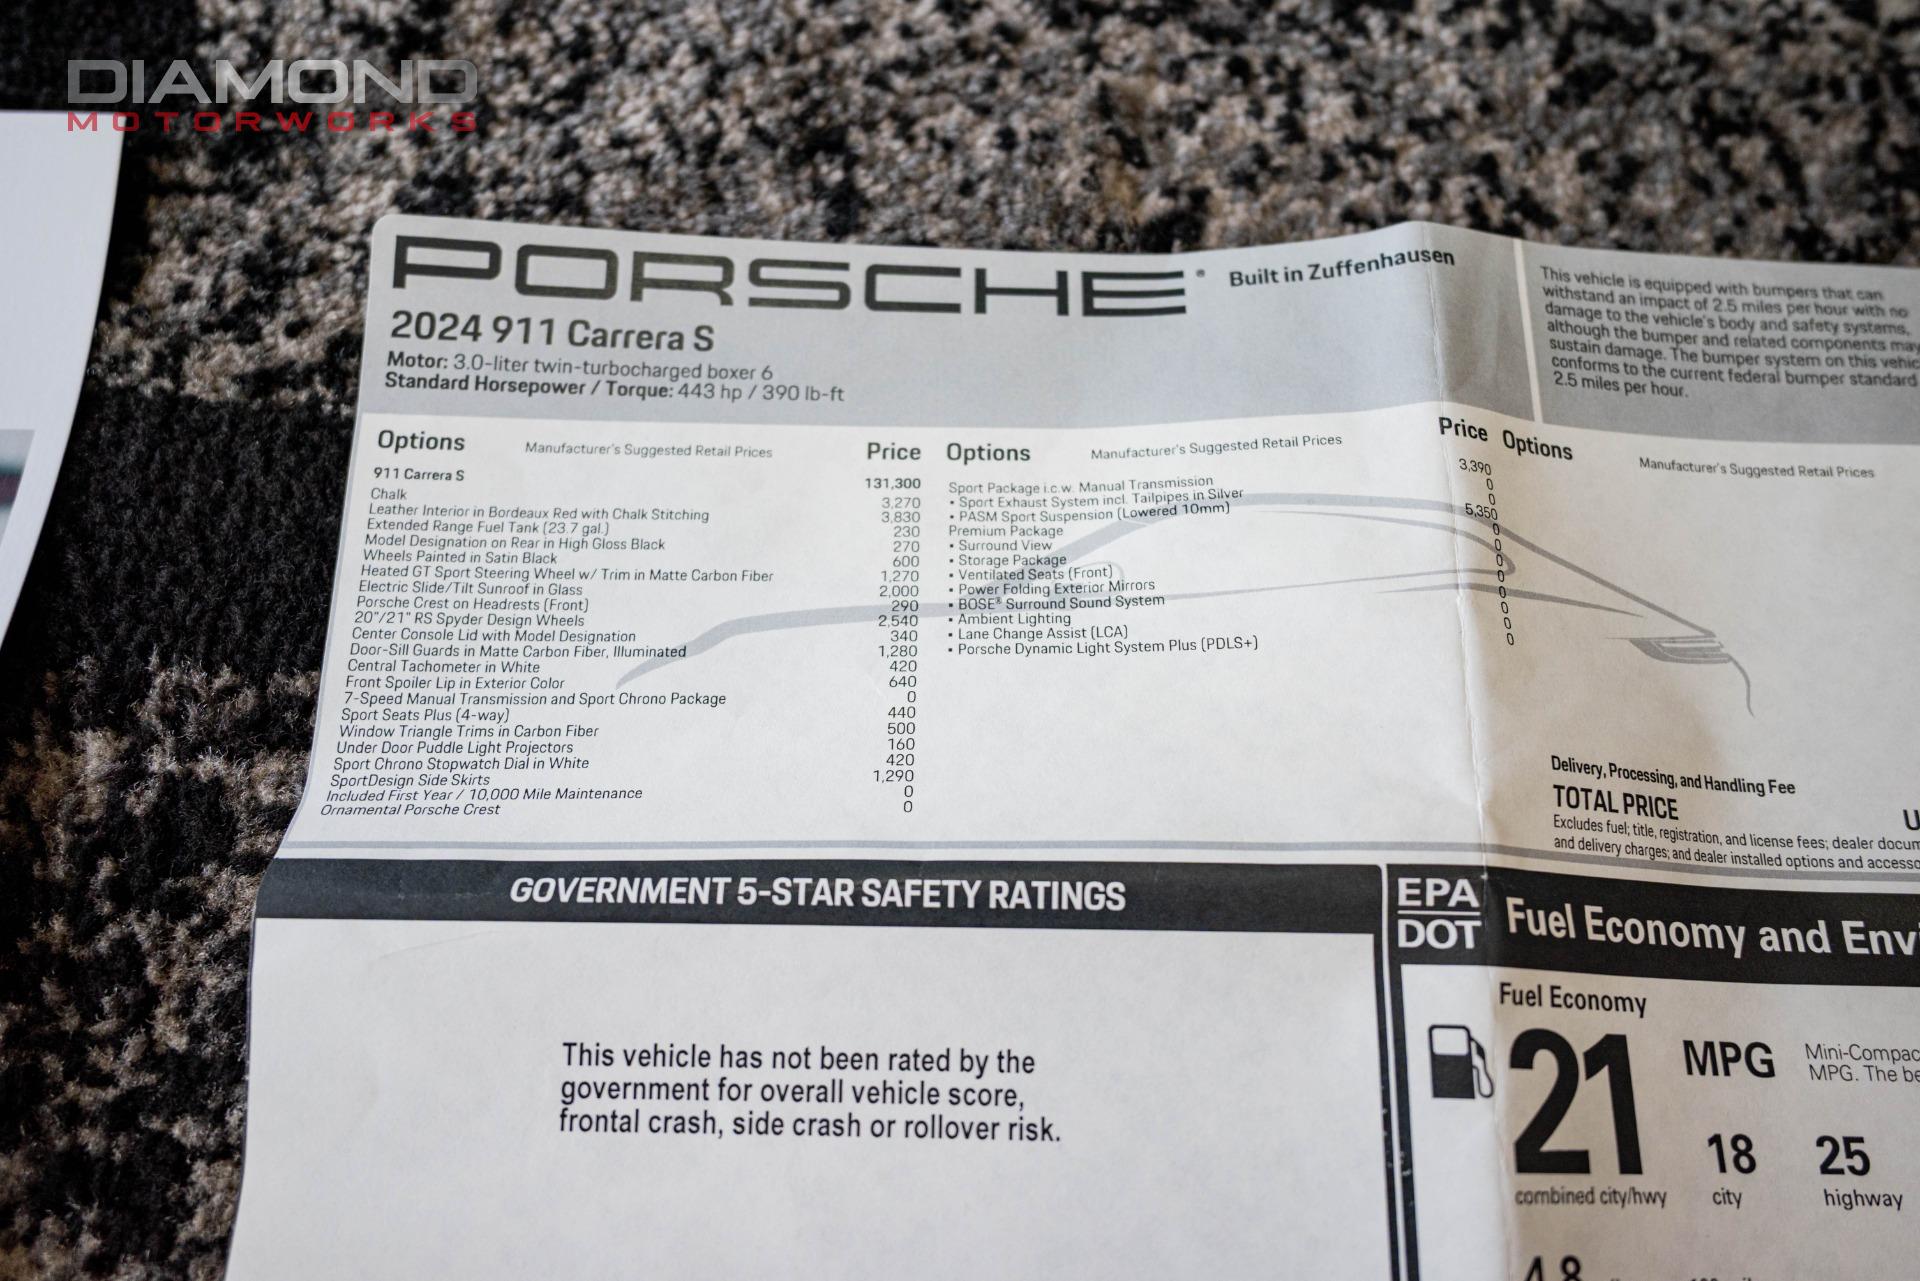 DIAMOND
MOTORWORKS
PORSCHE®
Built in Zuffenhausen
2024 911 Carrera S
Motor: 3.0-liter twin-turbocharged boxer 6
Standard Horsepower / Torque: 443 hp / 390 lb-ft
This vehicle is equipped with bumpers that can
withstand an impact of 2.5 miles per hour with no
damage to the vehicle's body and safety systems,
although the bumper and related components may
sustain damage. The bumper system on this
conforms to the current federal bumper standard
2.5 miles per hour.
Options Manufacturer's Suggested Retail Prices Price
911 Carrera S 131,300
Chalk 3,270
Leather Interior in Bordeaux Red with Chalk Stitching 3,830
Extended Range Fuel Tank (23.7 gal.) 230
Model Designation on Rear in High Gloss Black 270
Wheels Painted in Satin Black 600
Heated GT Sport Steering Wheel w/ Trim in Matte Carbon Fiber 1,270
Electric Slide/Tilt Sunroof in Glass 2,000
Porsche Crest on Headrests (Front) 290
20"/21" RS Spyder Design Wheels 2,540
Center Console Lid with Model Designation 340
Door-Sill Guards in Matte Carbon Fiber, Illuminated 1,280
Central Tachometer in White 420
Front Spoiler Lip in Exterior Color 640
7-Speed Manual Transmission and Sport Chrono Package 0
Sport Seats Plus (4-way) 440
Window Triangle Trims in Carbon Fiber 500
Under Door Puddle Light Projectors 160
Sport Chrono Stopwatch Dial in White 420
SportDesign Side Skirts 1,290
Included First Year / 10,000 Mile Maintenance 0
Ornamental Porsche Crest 0
Options Manufacturer's Suggested Retail Prices Price
Sport Package i.c.w. Manual Transmission 3,390
• Sport Exhaust System incl. Tailpipes in Silver 0
• PASM Sport Suspension (Lowered 10mm) 0
Premium Package 5,350
• Surround View 0
• Storage Package 0
• Ventilated Seats (Front) 0
• Power Folding Exterior Mirrors 0
• BOSE® Surround Sound System 0
• Ambient Lighting 0
• Lane Change Assist (LCA) 0
• Porsche Dynamic Light System Plus (PDLS+) 0
Options Manufacturer's Suggested Retail Prices
Delivery, Processing, and Handling Fee
TOTAL PRICE
Excludes fuel; title, registration, and license fees; dealer
and delivery charges; and dealer installed options and
GOVERNMENT 5-STAR SAFETY RATINGS
This vehicle has not been rated by the
government for overall vehicle score,
frontal crash, side crash or rollover risk.
EPA
DOT
Fuel Economy and
Fuel Economy
21 MPG
combined city/hwy
18
city
25
highway
MPG. The
4.8